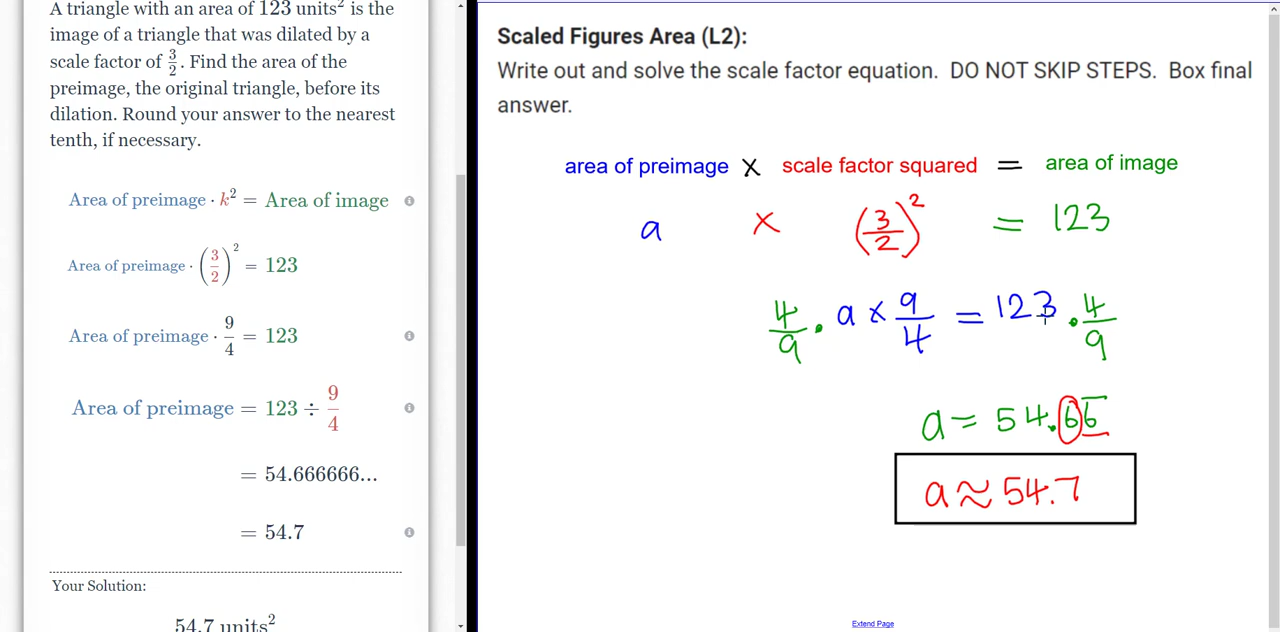 A triangle with an area of 123 units² is the
image of a triangle that was dilated by a
scale factor of 3/2. Find the area of the
preimage, the original triangle, before its
dilation. Round your answer to the nearest
tenth, if necessary.
Area of preimage · k² = Area of image
Area of preimage · (3/2)² = 123
Area of preimage · 9/4 = 123
Area of preimage = 123 ÷ 9/4
= 54.666666...
= 54.7
Your Solution:
54.7 units²
Scaled Figures Area (L2):
Write out and solve the scale factor equation. DO NOT SKIP STEPS. Box final
answer.
area of preimage × scale factor squared = area of image
a × (3/2)² = 123
4/9 · a × 9/4 = 123 · 4/9
a = 54.66̅
a ≈ 54.7
Extend Page